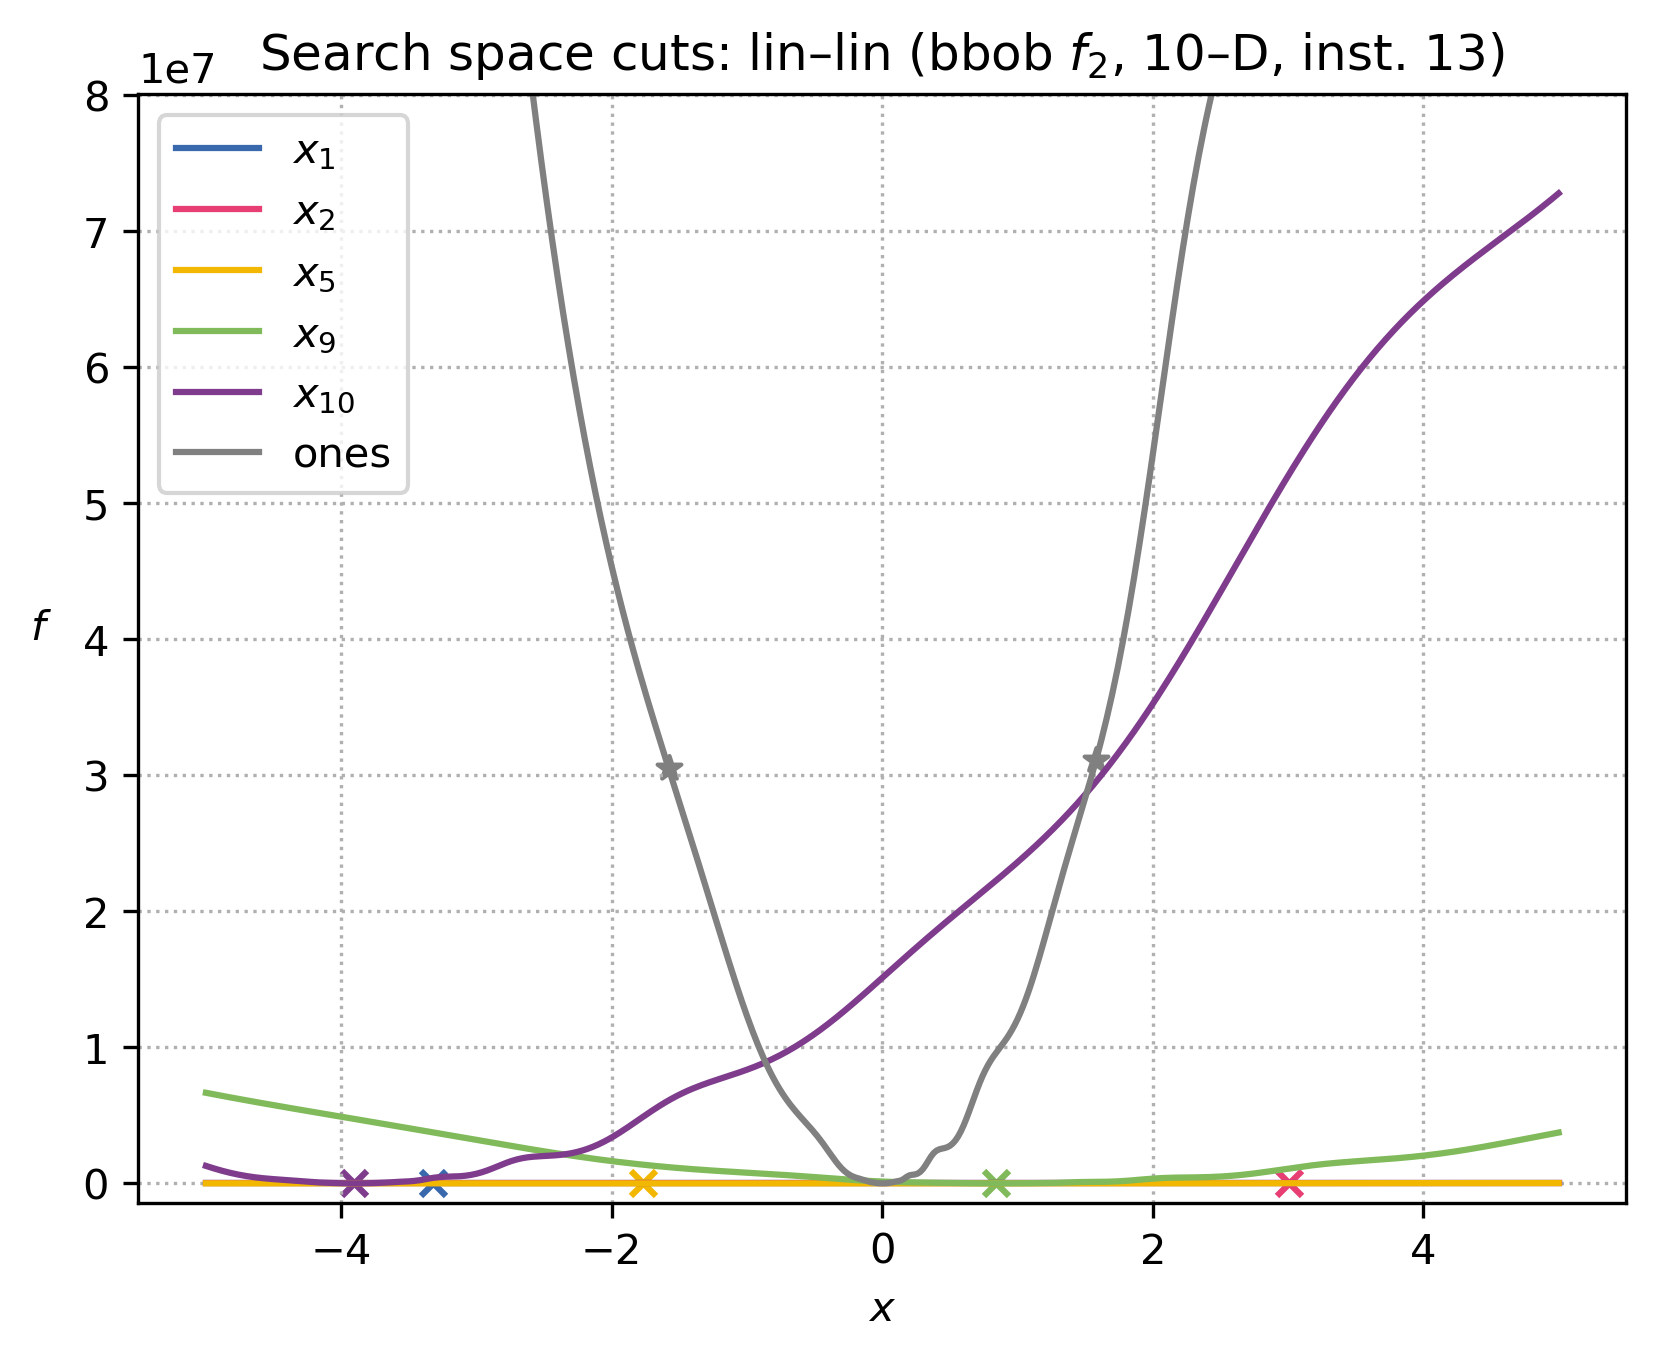 Search space cuts: lin–lin (bbob f₂, 10–D, inst. 13)
1e7
8
7
6
5
4
3
2
1
0
f
x₁
x₂
x₅
x₉
x₁₀
ones
−4 −2 0 2 4
x